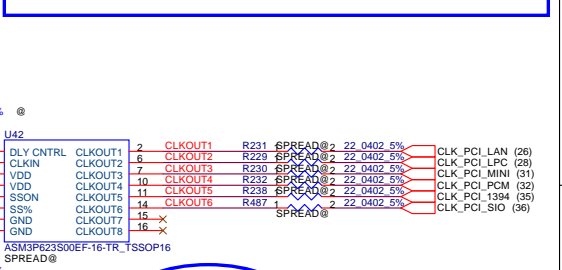 % @
U42
DLY CNTRL CLKOUT1 2 CLKOUT1 R231 1 SPREAD@ 2 22_0402_5% CLK_PCI_LAN (26)
CLKIN CLKOUT2 6 CLKOUT2 R229 1 SPREAD@ 2 22_0402_5% CLK_PCI_LPC (28)
VDD CLKOUT3 7 CLKOUT3 R230 1 SPREAD@ 2 22_0402_5% CLK_PCI_MINI (31)
VDD CLKOUT4 10 CLKOUT4 R232 1 SPREAD@ 2 22_0402_5% CLK_PCI_PCM (32)
SSON CLKOUT5 11 CLKOUT5 R238 1 SPREAD@ 2 22_0402_5% CLK_PCI_1394 (35)
SS% CLKOUT6 14 CLKOUT6 R487 1 2 22_0402_5% CLK_PCI_SIO (36)
GND CLKOUT7 15 SPREAD@
GND CLKOUT8 16
ASM3P623S00EF-16-TR_TSSOP16
SPREAD@